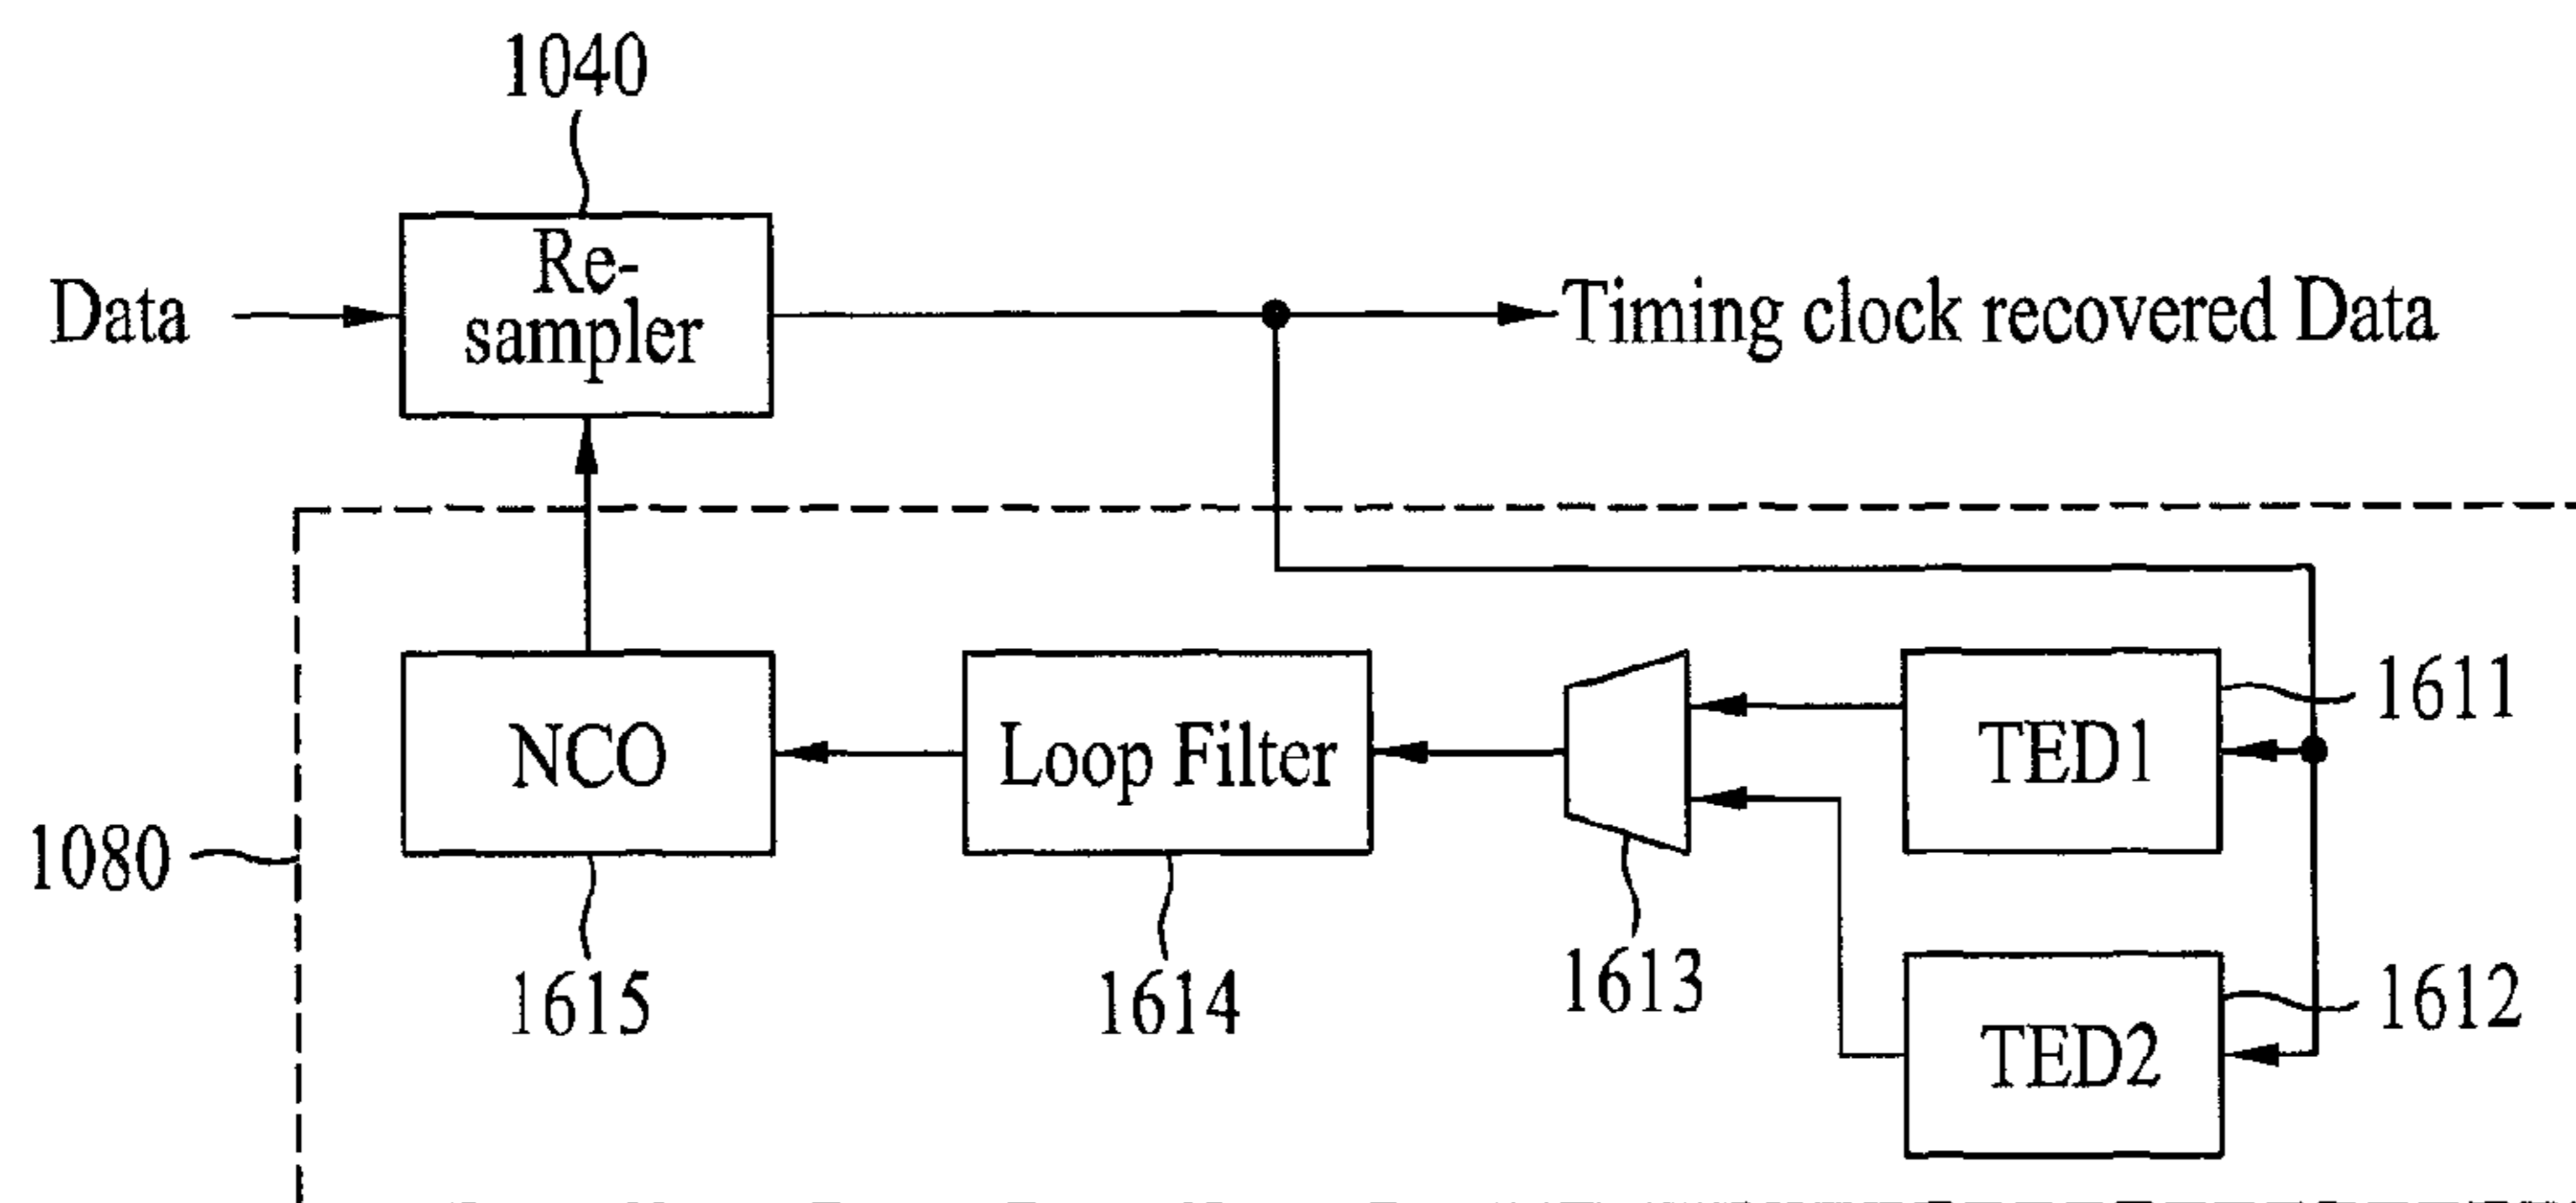 1040
Re-
sampler
Data
Timing clock recovered Data
NCO
Loop Filter
TED1
1611
1080
1615
1614
1613
TED2
1612